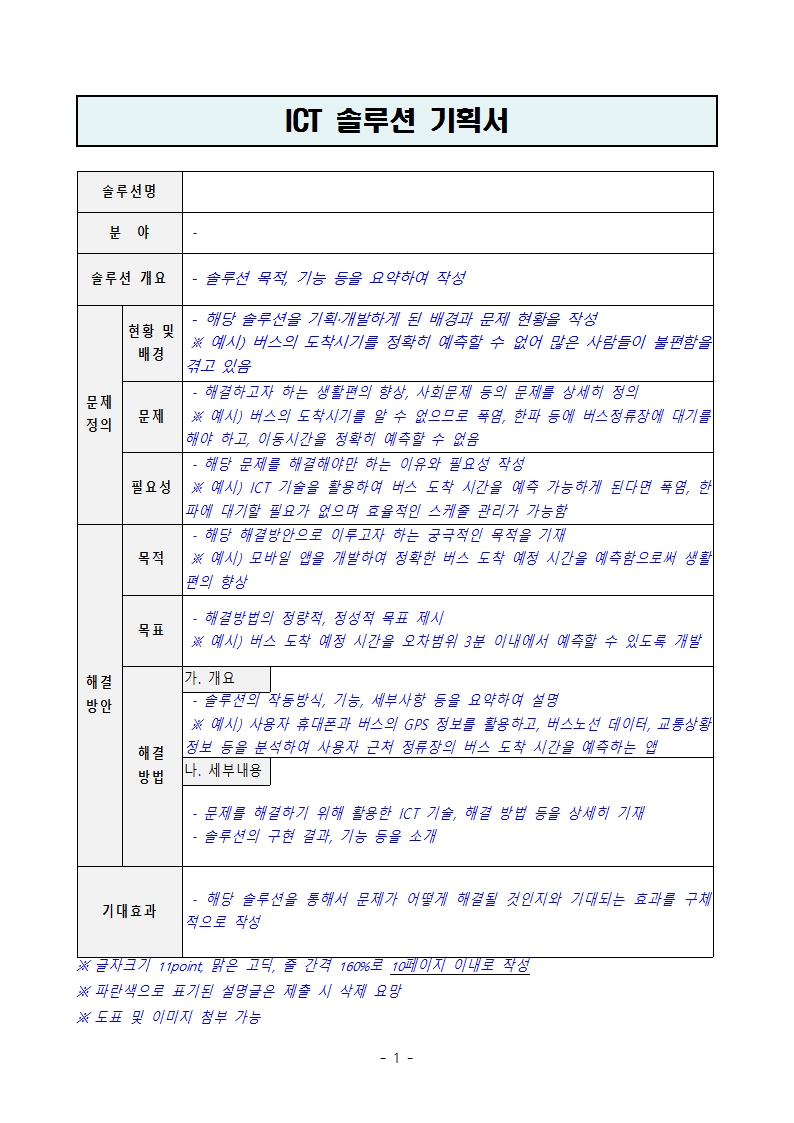 ICT 솔루션 기획서
솔루션명
분 야
-
솔루션 개요
- 솔루션 목적, 기능 등을 요약하여 작성
문제
정의
현황 및
배경
- 해당 솔루션을 기획·개발하게 된 배경과 문제 현황을 작성
※ 예시) 버스의 도착시기를 정확히 예측할 수 없어 많은 사람들이 불편함을
겪고 있음
문제
- 해결하고자 하는 생활편의 향상, 사회문제 등의 문제를 상세히 정의
※ 예시) 버스의 도착시기를 알 수 없으므로 폭염, 한파 등에 버스정류장에 대기를
해야 하고, 이동시간을 정확히 예측할 수 없음
필요성
- 해당 문제를 해결해야만 하는 이유와 필요성 작성
※ 예시) ICT 기술을 활용하여 버스 도착 시간을 예측 가능하게 된다면 폭염, 한
파에 대기할 필요가 없으며 효율적인 스케줄 관리가 가능함
해결
방안
목적
- 해당 해결방안으로 이루고자 하는 궁극적인 목적을 기재
※ 예시) 모바일 앱을 개발하여 정확한 버스 도착 예정 시간을 예측함으로써 생활
편의 향상
목표
- 해결방법의 정량적, 정성적 목표 제시
※ 예시) 버스 도착 예정 시간을 오차범위 3분 이내에서 예측할 수 있도록 개발
해결
방법
가. 개요
- 솔루션의 작동방식, 기능, 세부사항 등을 요약하여 설명
※ 예시) 사용자 휴대폰과 버스의 GPS 정보를 활용하고, 버스노선 데이터, 교통상황
정보 등을 분석하여 사용자 근처 정류장의 버스 도착 시간을 예측하는 앱
나. 세부내용
- 문제를 해결하기 위해 활용한 ICT 기술, 해결 방법 등을 상세히 기재
- 솔루션의 구현 결과, 기능 등을 소개
기대효과
- 해당 솔루션을 통해서 문제가 어떻게 해결될 것인지와 기대되는 효과를 구체
적으로 작성
※ 글자크기 11point, 맑은 고딕, 줄 간격 160%로 10페이지 이내로 작성
※ 파란색으로 표기된 설명글은 제출 시 삭제 요망
※ 도표 및 이미지 첨부 가능
- 1 -